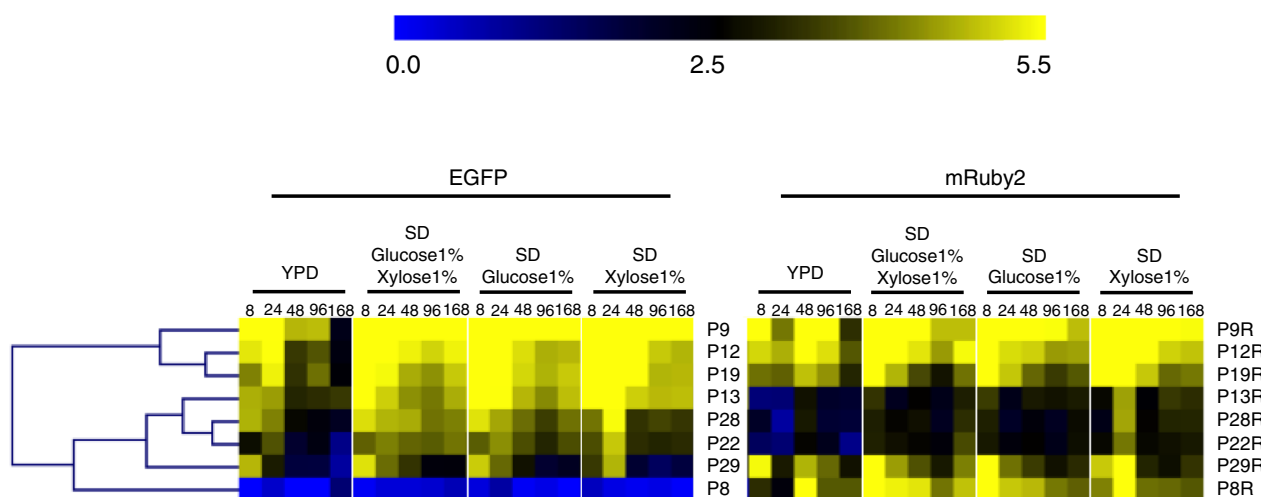 0.0 2.5 5.5
EGFP mRuby2
YPD
SD
Glucose1%
Xylose1%
SD
Glucose1%
SD
Xylose1%
YPD
SD
Glucose1%
Xylose1%
SD
Glucose1%
SD
Xylose1%
8 24 48 96 168 8 24 48 96 168 8 24 48 96 168 8 24 48 96 168 8 24 48 96 168 8 24 48 96 168 8 24 48 96 168 8 24 48 96 168
P9 P9R
P12 P12R
P19 P19R
P13 P13R
P28 P28R
P22 P22R
P29 P29R
P8 P8R